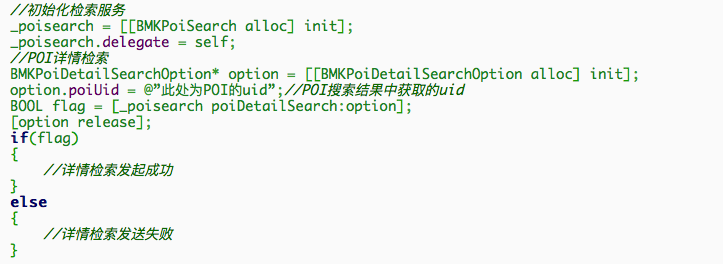 //初始化检索服务
_poisearch = [[BMKPoiSearch alloc] init];
_poisearch.delegate = self;
//POI详情检索
BMKPoiDetailSearchOption* option = [[BMKPoiDetailSearchOption alloc] init];
option.poiUid = @”此处为POI的uid”;//POI搜索结果中获取的uid
BOOL flag = [_poisearch poiDetailSearch:option];
[option release];
if(flag)
{
//详情检索发起成功
}
else
{
//详情检索发送失败
}